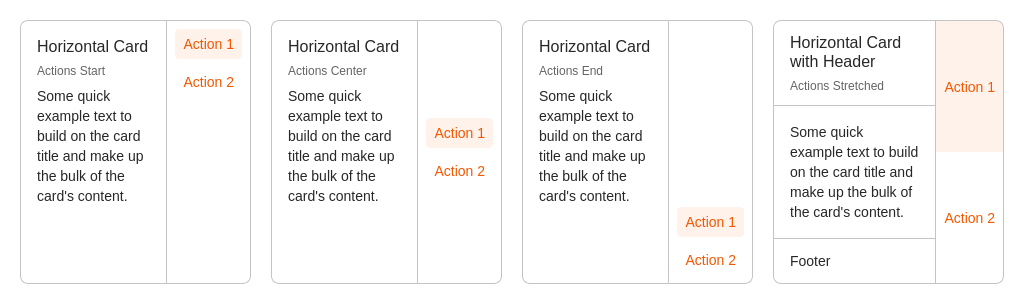 Horizontal Card
Actions Start
Some quick
example text to
build on the card
title and make up
the bulk of the
card's content.
Action 1
Action 2
Horizontal Card
Actions Center
Some quick
example text to
build on the card
title and make up
the bulk of the
card's content.
Action 1
Action 2
Horizontal Card
Actions End
Some quick
example text to
build on the card
title and make up
the bulk of the
card's content.
Action 1
Action 2
Horizontal Card
with Header
Actions Stretched
Some quick
example text to build
on the card title and
make up the bulk of
the card's content.
Footer
Action 1
Action 2